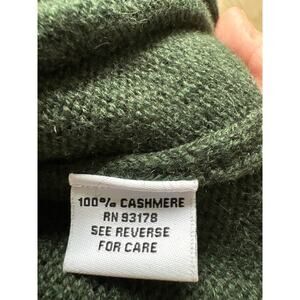 100% CASHMERE
RN 93178
SEE REVERSE
FOR CARE